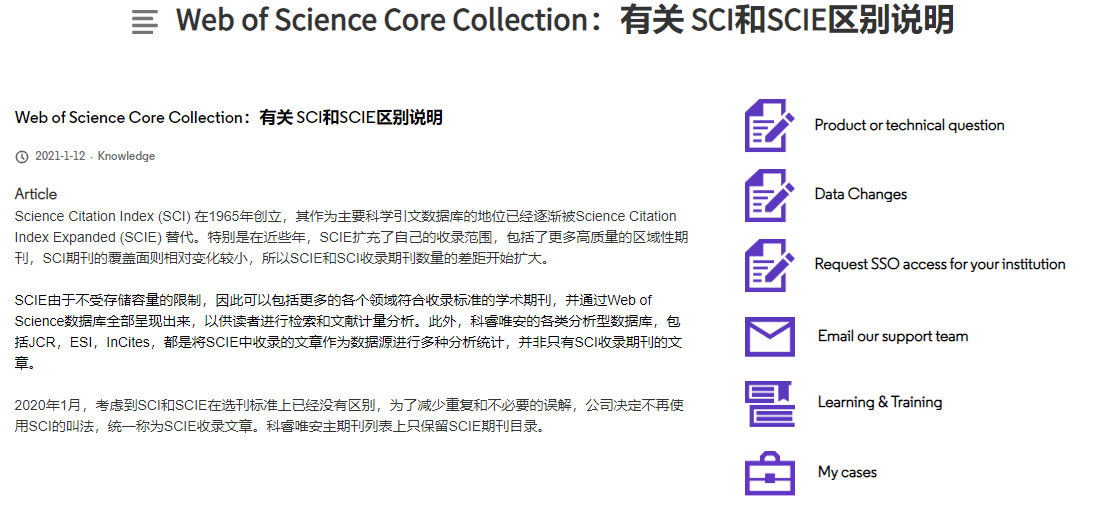 Web of Science Core Collection：有关 SCI和SCIE区别说明
Web of Science Core Collection：有关 SCI和SCIE区别说明
2021-1-12 · Knowledge
Article
Science Citation Index (SCI) 在1965年创立，其作为主要科学引文数据库的地位已经逐渐被Science Citation
Index Expanded (SCIE) 替代。特别是在近些年，SCIE扩充了自己的收录范围，包括了更多高质量的区域性期
刊，SCI期刊的覆盖面则相对变化较小，所以SCIE和SCI收录期刊数量的差距开始扩大。
SCIE由于不受存储容量的限制，因此可以包括更多的各个领域符合收录标准的学术期刊，并通过Web of
Science数据库全部呈现出来，以供读者进行检索和文献计量分析。此外，科睿唯安的各类分析型数据库，包
括JCR，ESI，InCites，都是将SCIE中收录的文章作为数据源进行多种分析统计，并非只有SCI收录期刊的文
章。
2020年1月，考虑到SCI和SCIE在选刊标准上已经没有区别，为了减少重复和不必要的误解，公司决定不再使
用SCI的叫法，统一称为SCIE收录文章。科睿唯安主期刊列表上只保留SCIE期刊目录。
Product or technical question
Data Changes
Request SSO access for your institution
Email our support team
Learning & Training
My cases